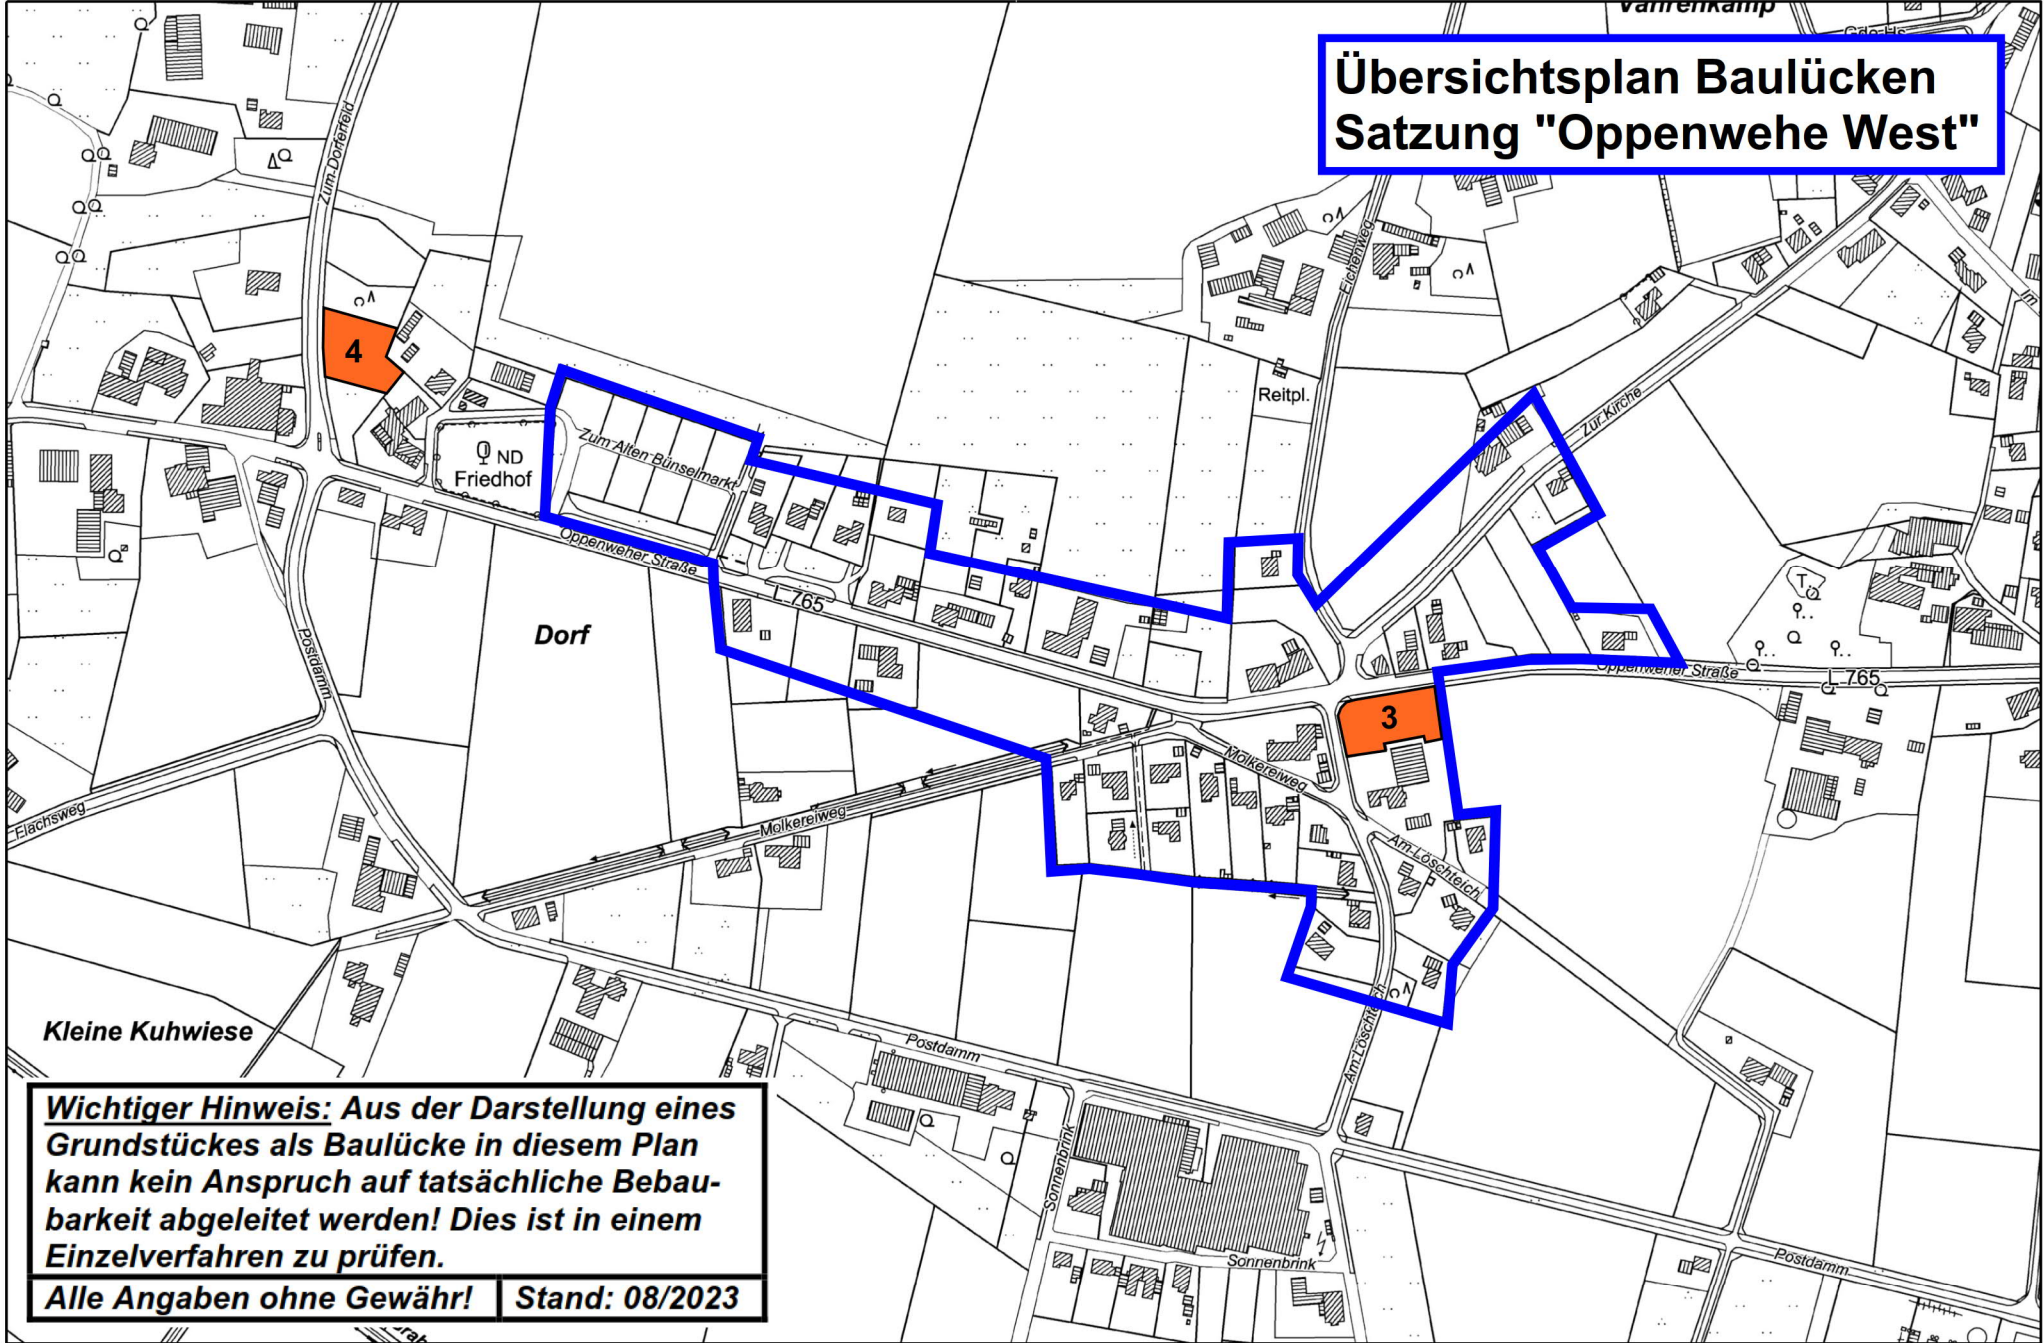 Vahrenkamp
Gde-Hs
Übersichtsplan Baulücken
Satzung "Oppenwehe West"
Zum Dorferfeld
Eichenweg
4
Reitpl.
Zur Kirche
ND
Friedhof
Zum Alten Bünselmarkt
Oppenweher Straße
L 765
T.
Dorf
Postdamm
Oppenweher Straße
L 765
3
Molkereiweg
Flachsweg
Molkereiweg
Am Löschteich
Kleine Kuhwiese
Am Löschteich
Postdamm
Sonnenbrink
Sonnenbrink
Postdamm
Wichtiger Hinweis: Aus der Darstellung eines
Grundstückes als Baulücke in diesem Plan
kann kein Anspruch auf tatsächliche Bebau-
barkeit abgeleitet werden! Dies ist in einem
Einzelverfahren zu prüfen.
Alle Angaben ohne Gewähr! Stand: 08/2023